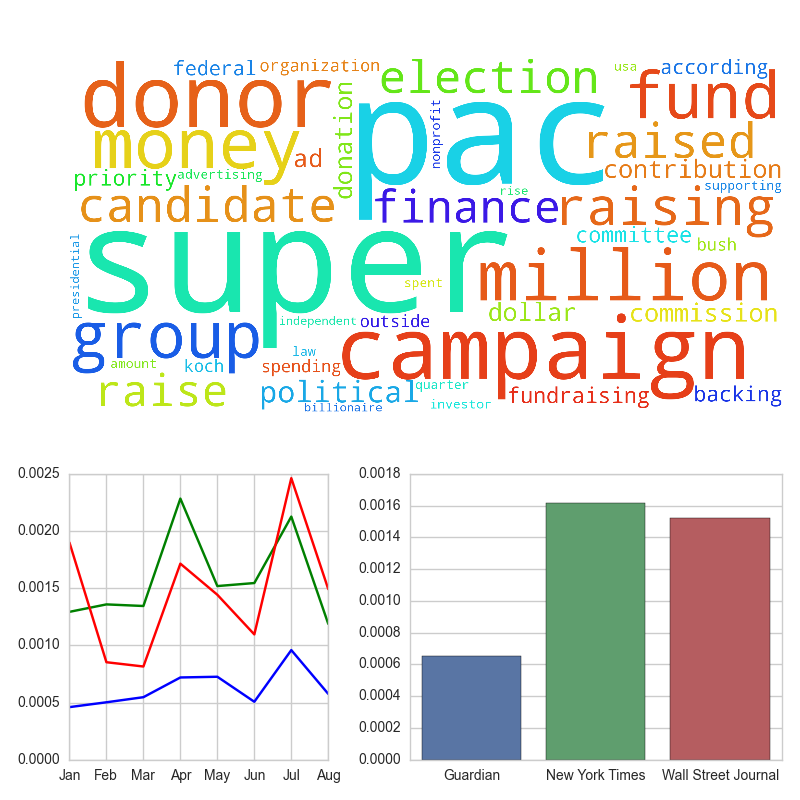 usa
federal organization according
donor election fund
pac
donation
nonprofit
money ad raised
contribution
priority advertising supporting
rise
candidate finance raising
committee bush
presidential
super million
spent
dollar commission
group independent outside
campaign
law
amount koch spending
raise political quarter fundraising backing
billionaire investor
0.0025
0.0020
0.0015
0.0010
0.0005
0.0000
Jan Feb Mar Apr May Jun Jul Aug
0.0018
0.0016
0.0014
0.0012
0.0010
0.0008
0.0006
0.0004
0.0002
0.0000
Guardian New York Times Wall Street Journal